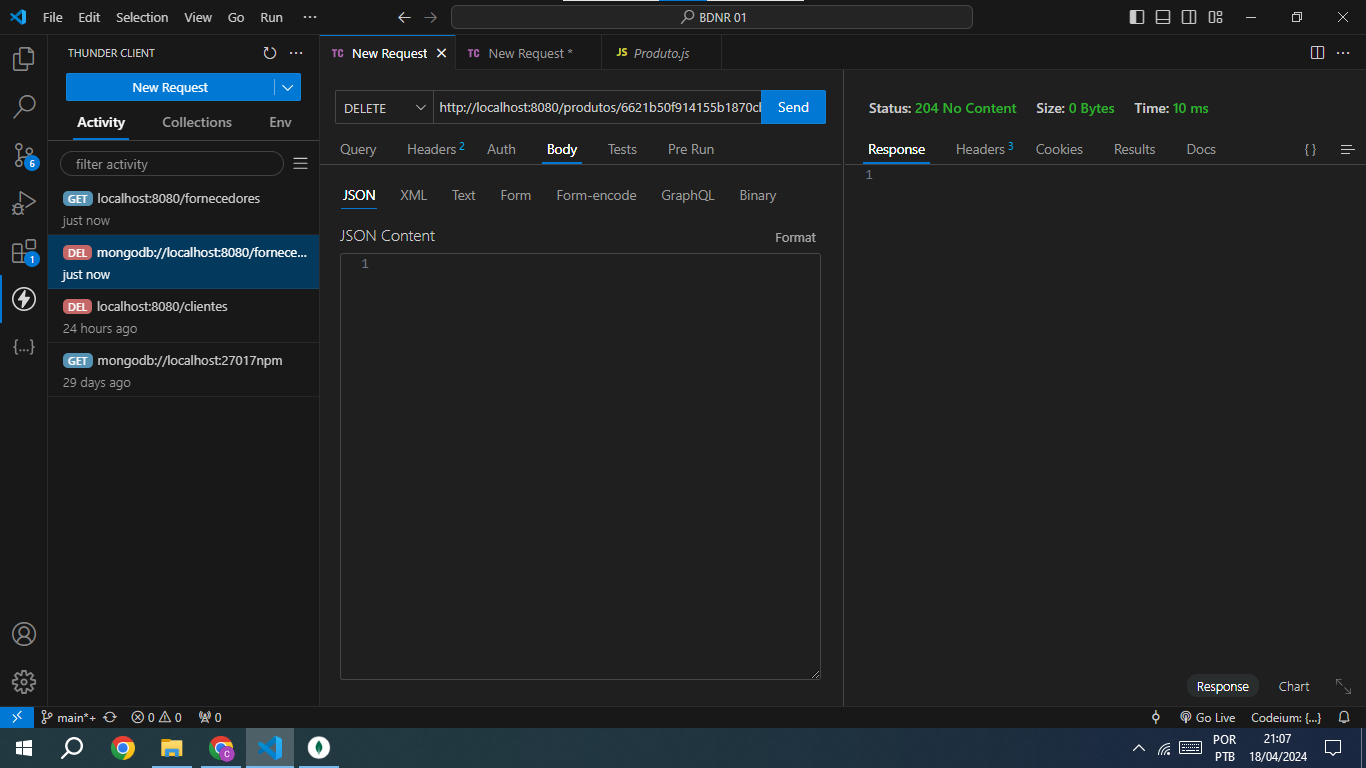 File Edit Selection View Go Run ···
BDNR 01
THUNDER CLIENT
New Request
Activity Collections Env
filter activity
GET localhost:8080/fornecedores
just now
DEL mongodb://localhost:8080/fornece...
just now
DEL localhost:8080/clientes
24 hours ago
GET mongodb://localhost:27017npm
29 days ago
TC New Request
TC New Request *
JS Produto.js
DELETE
http://localhost:8080/produtos/6621b50f914155b1870cl
Send
Query Headers 2 Auth Body Tests Pre Run
JSON XML Text Form Form-encode GraphQL Binary
JSON Content
Format
1
Status: 204 No Content Size: 0 Bytes Time: 10 ms
Response Headers 3 Cookies Results Docs { }
1
Response Chart
6
1
{...}
main*+ 0 0 0
Go Live Codeium: {...}
POR
PTB
21:07
18/04/2024